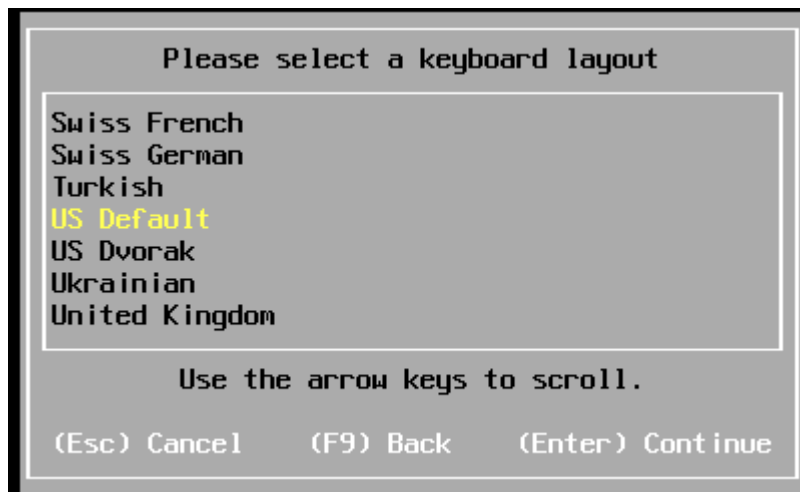 Please select a keyboard layout
Swiss French
Swiss German
Turkish
US Default
US Dvorak
Ukrainian
United Kingdom
Use the arrow keys to scroll.
(Esc) Cancel (F9) Back (Enter) Continue